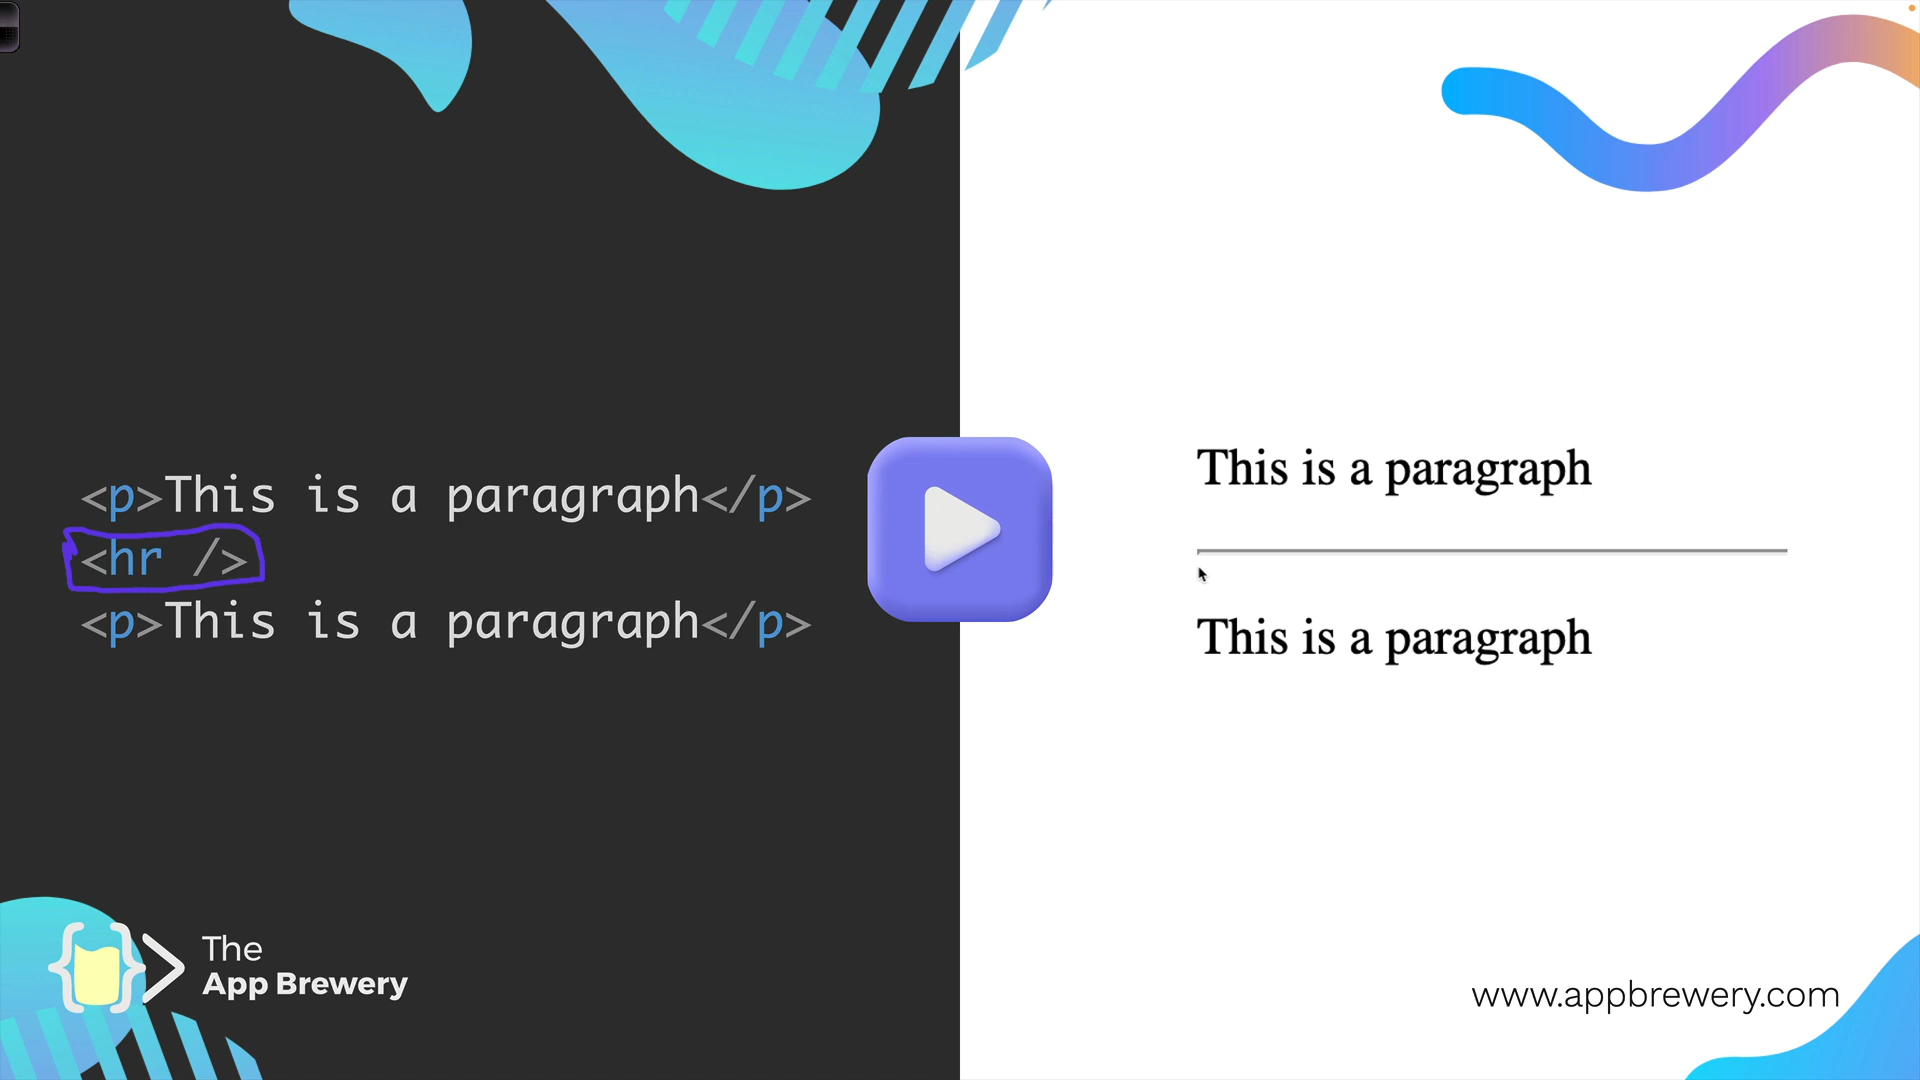 <p>This is a paragraph</p>
<hr />
<p>This is a paragraph</p>
This is a paragraph
This is a paragraph
The
App Brewery
www.appbrewery.com